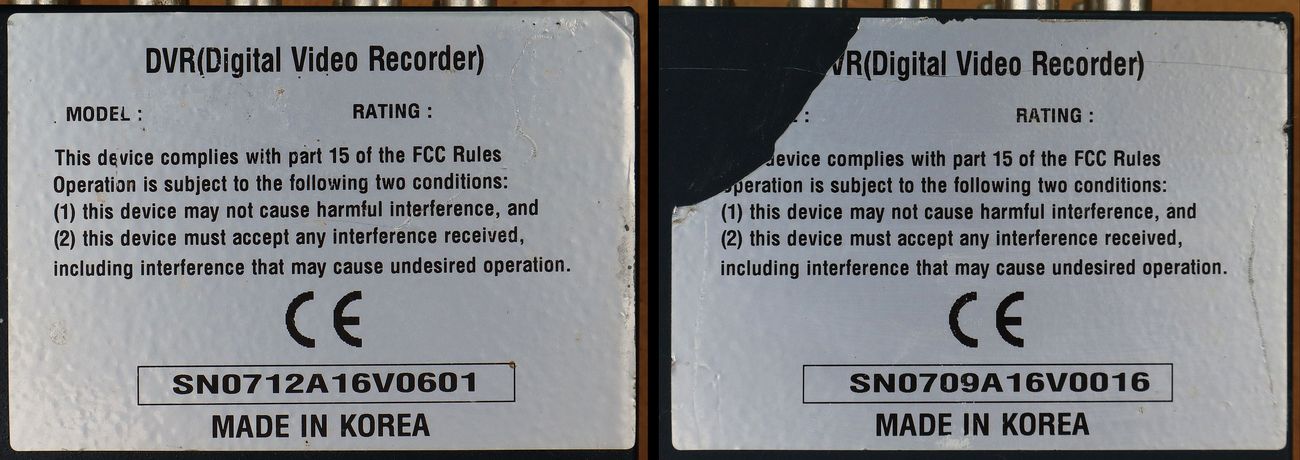 DVR(Digital Video Recorder)
MODEL : RATING :
This device complies with part 15 of the FCC Rules
Operation is subject to the following two conditions:
(1) this device may not cause harmful interference, and
(2) this device must accept any interference received,
including interference that may cause undesired operation.
CE
SN0712A16V0601
MADE IN KOREA
VR(Digital Video Recorder)
: RATING :
device complies with part 15 of the FCC Rules
Operation is subject to the following two conditions:
(1) this device may not cause harmful interference, and
(2) this device must accept any interference received,
including interference that may cause undesired operation.
CE
SN0709A16V0016
MADE IN KOREA